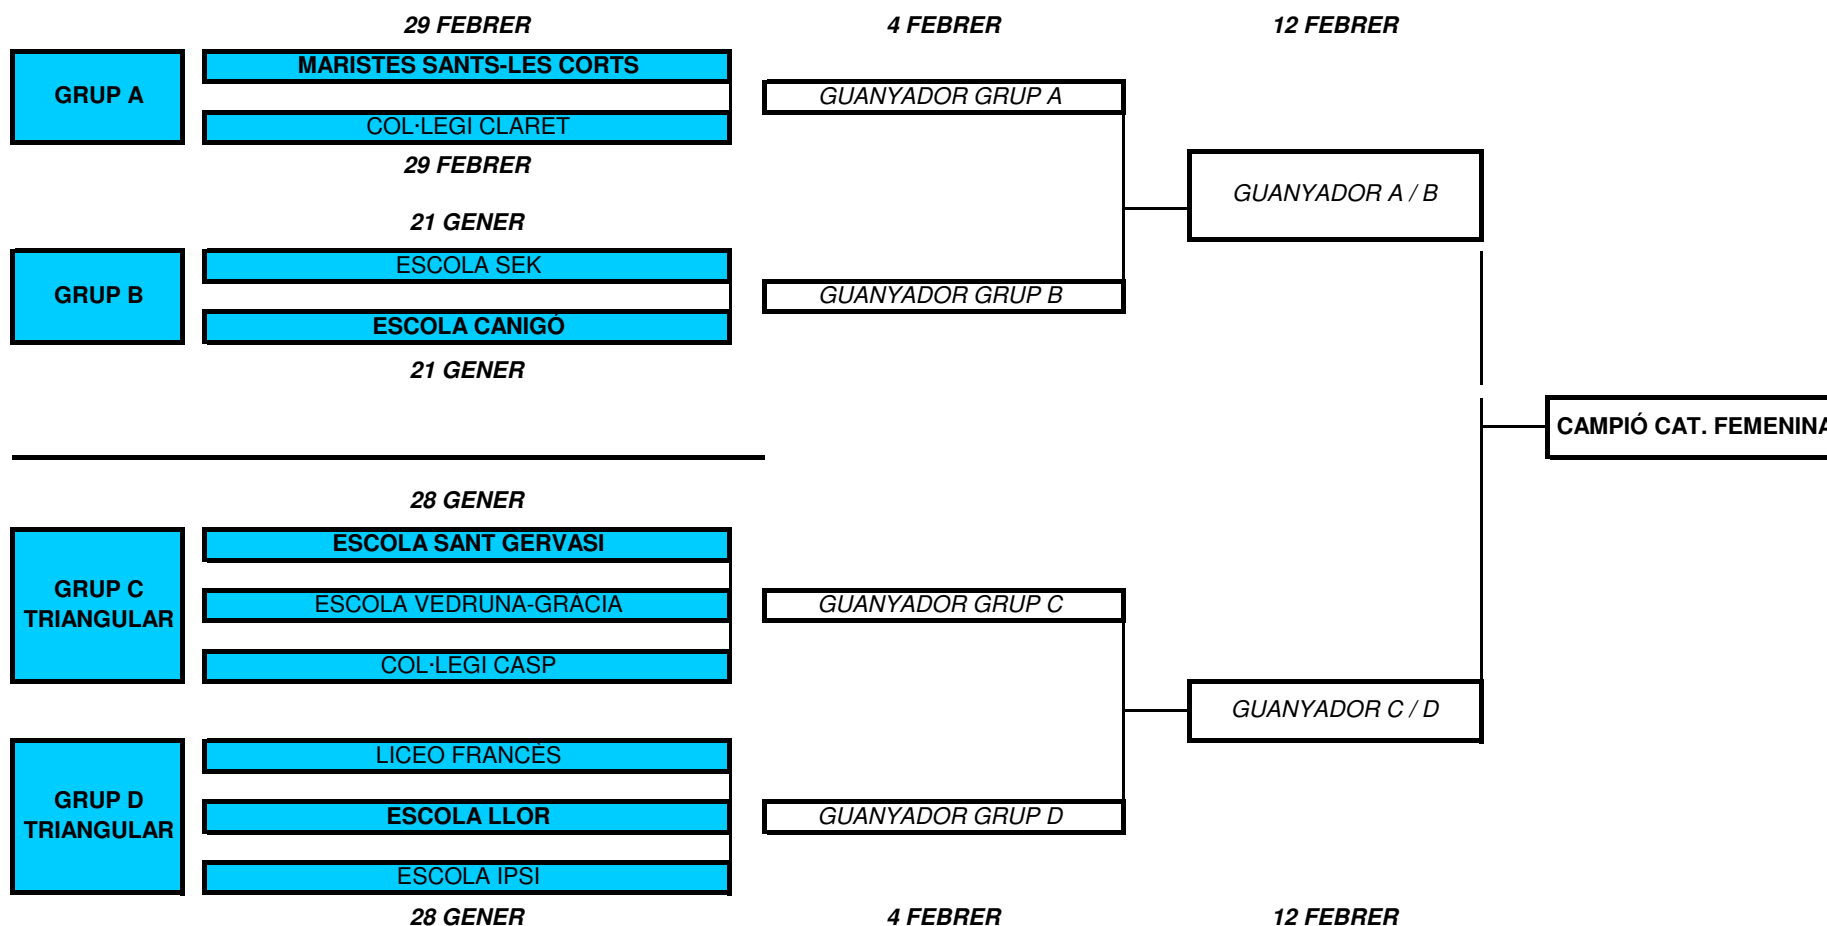 29 FEBRER
4 FEBRER
12 FEBRER
GRUP A
MARISTES SANTS-LES CORTS
COL·LEGI CLARET
GUANYADOR GRUP A
29 FEBRER
GUANYADOR A / B
21 GENER
GRUP B
ESCOLA SEK
ESCOLA CANIGÓ
GUANYADOR GRUP B
21 GENER
CAMPIÓ CAT. FEMENINA
28 GENER
GRUP C
TRIANGULAR
ESCOLA SANT GERVASI
ESCOLA VEDRUNA-GRÀCIA
COL·LEGI CASP
GUANYADOR GRUP C
GUANYADOR C / D
GRUP D
TRIANGULAR
LICEO FRANCÈS
ESCOLA LLOR
ESCOLA IPSI
GUANYADOR GRUP D
28 GENER
4 FEBRER
12 FEBRER